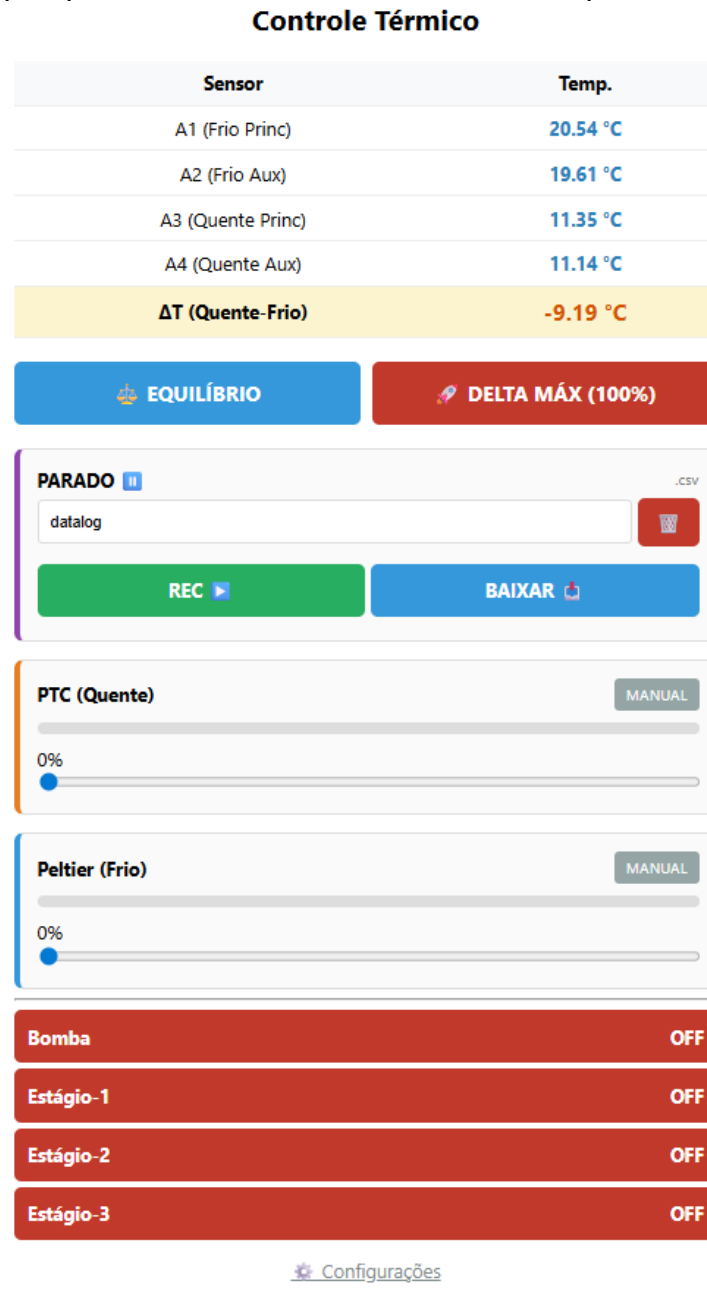 Controle Térmico
Sensor Temp.
A1 (Frio Princ) 20.54 °C
A2 (Frio Aux) 19.61 °C
A3 (Quente Princ) 11.35 °C
A4 (Quente Aux) 11.14 °C
ΔT (Quente-Frio) -9.19 °C
EQUILÍBRIO DELTA MÁX (100%)
PARADO .csv
datalog
REC BAIXAR
PTC (Quente) MANUAL
0%
Peltier (Frio) MANUAL
0%
Bomba OFF
Estágio-1 OFF
Estágio-2 OFF
Estágio-3 OFF
Configurações